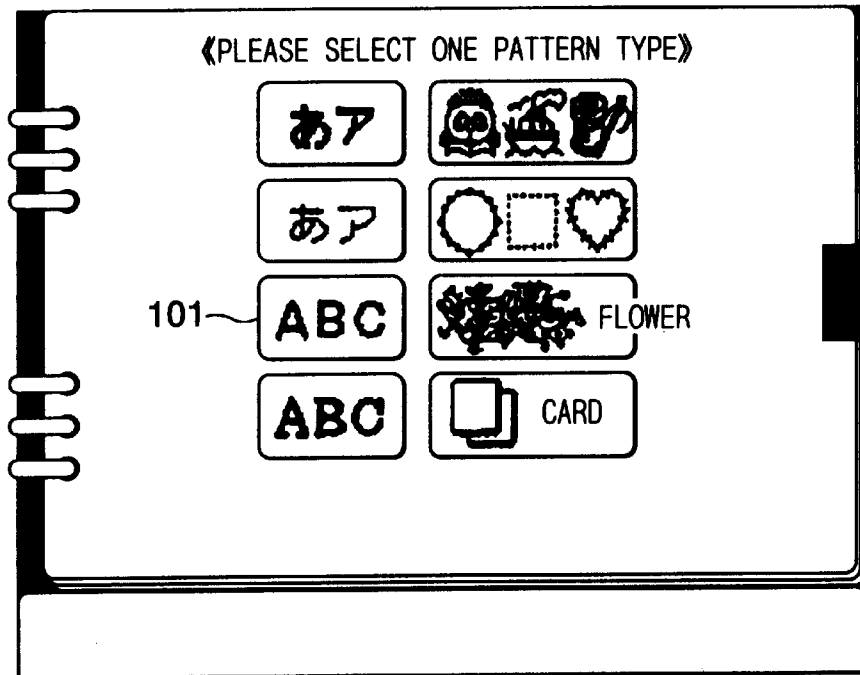 《PLEASE SELECT ONE PATTERN TYPE》
あア
あア
101 ABC FLOWER
ABC CARD